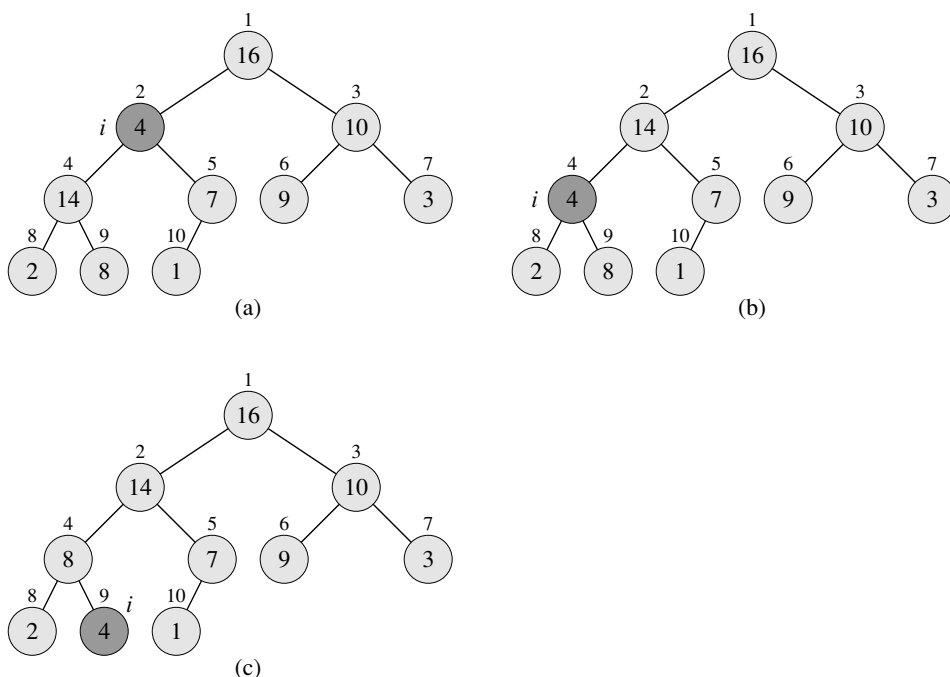 1 1
16 16
2 3 2 3
i 4 10 14 10
4 5 6 7 4 5 6 7
14 7 9 3 i 4 7 9 3
8 9 10 8 9 10
2 8 1 2 8 1
(a) (b)
1
16
2 3
14 10
4 5 6 7
8 7 9 3
8 9 i 10
2 4 1
(c)